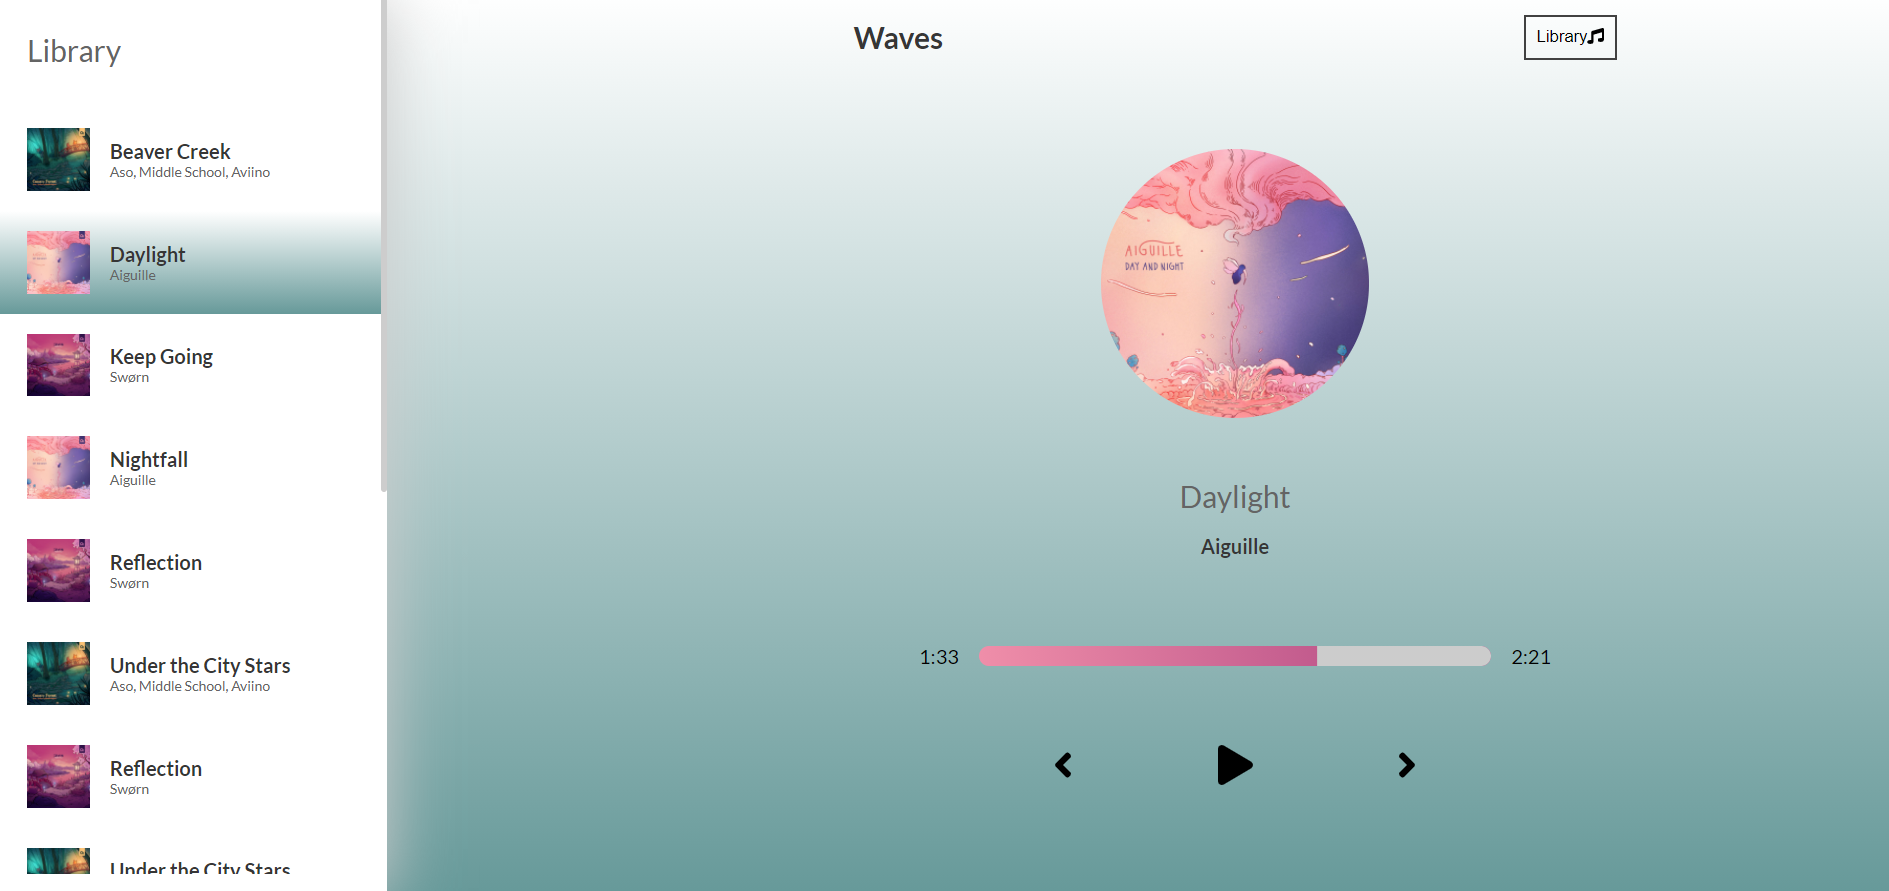 Library
Beaver Creek
Aso, Middle School, Aviino
Daylight
Aiguille
Keep Going
Swørn
Nightfall
Aiguille
Reflection
Swørn
Under the City Stars
Aso, Middle School, Aviino
Reflection
Swørn
Under the City Stars
Waves
Library
AIGUILLE
DAY AND NIGHT
Daylight
Aiguille
1:33
2:21